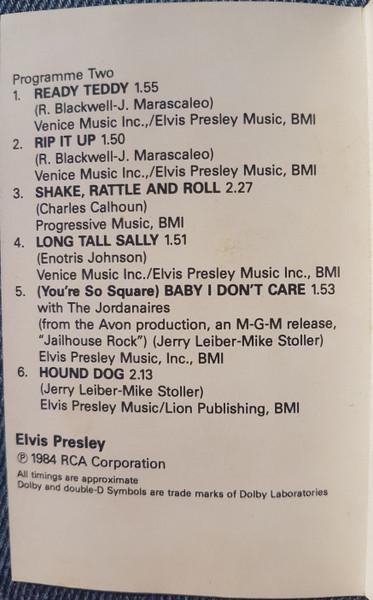 Programme Two
1. READY TEDDY 1.55
(R. Blackwell-J. Marascaleo)
Venice Music Inc.,/Elvis Presley Music, BMI
2. RIP IT UP 1.50
(R. Blackwell-J. Marascaleo)
Venice Music Inc.,/Elvis Presley Music, BMI
3. SHAKE, RATTLE AND ROLL 2.27
(Charles Calhoun)
Progressive Music, BMI
4. LONG TALL SALLY 1.51
(Enotris Johnson)
Venice Music Inc./Elvis Presley Music Inc., BMI
5. (You're So Square) BABY I DON'T CARE 1.53
with The Jordanaires
(from the Avon production, an M-G-M release,
"Jailhouse Rock") (Jerry Leiber-Mike Stoller)
Elvis Presley Music, Inc., BMI
6. HOUND DOG 2.13
(Jerry Leiber-Mike Stoller)
Elvis Presley Music/Lion Publishing, BMI
Elvis Presley
℗ 1984 RCA Corporation
All timings are approximate
Dolby and double-D Symbols are trade marks of Dolby Laboratories